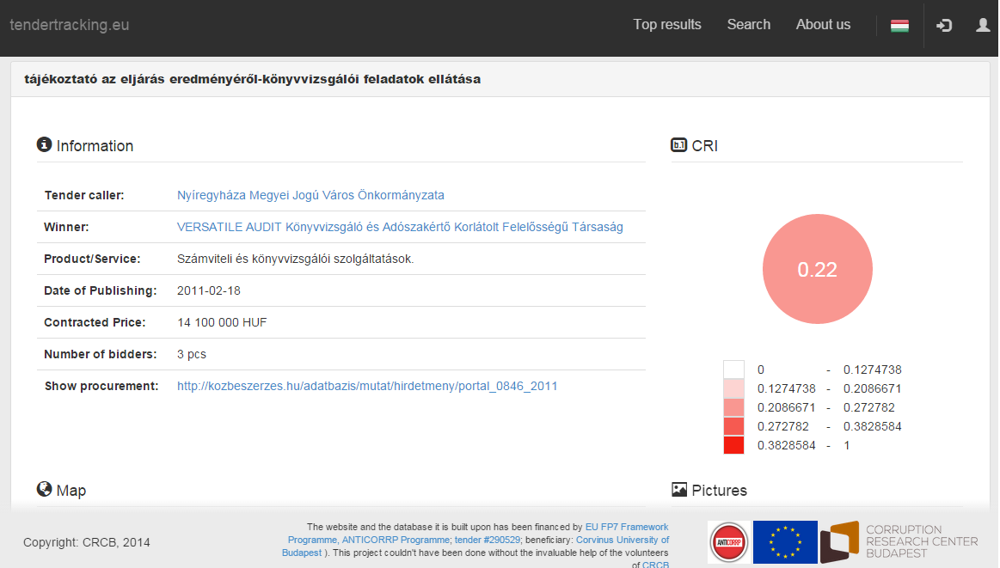 tendertracking.eu Top results Search About us
tájékoztató az eljárás eredményéről-könyvvizsgálói feladatok ellátása
Information
Tender caller: Nyíregyháza Megyei Jogú Város Önkormányzata
Winner: VERSATILE AUDIT Könyvvizsgáló és Adószakértő Korlátolt Felelősségű Társaság
Product/Service: Számviteli és könyvvizsgálói szolgáltatások.
Date of Publishing: 2011-02-18
Contracted Price: 14 100 000 HUF
Number of bidders: 3 pcs
Show procurement: http://kozbeszerzes.hu/adatbazis/mutat/hirdetmeny/portal_0846_2011
b.1 CRI
0.22
0 - 0.1274738
0.1274738 - 0.2086671
0.2086671 - 0.272782
0.272782 - 0.3828584
0.3828584 - 1
Map
Pictures
Copyright: CRCB, 2014
The website and the database it is built upon has been financed by EU FP7 Framework
Programme, ANTICORRP Programme; tender #290529; beneficiary: Corvinus University of
Budapest ). This project couldn't have been done without the invaluable help of the volunteers
of CRCB
ANTICORRP
CORRUPTION
RESEARCH CENTER
BUDAPEST